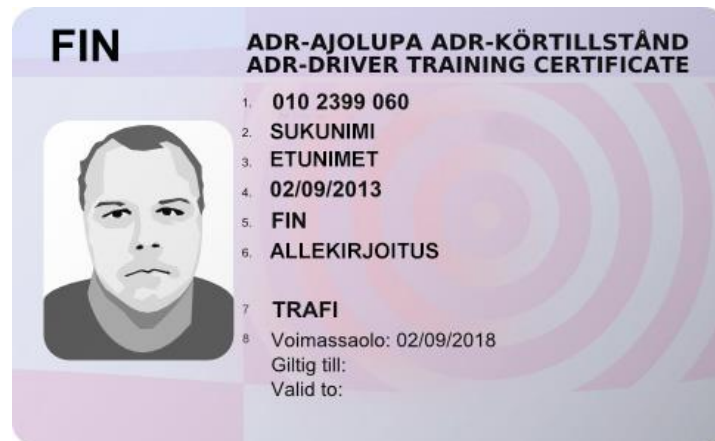 FIN
ADR-AJOLUPA ADR-KÖRTILLSTÅND
ADR-DRIVER TRAINING CERTIFICATE
1. 010 2399 060
2. SUKUNIMI
3. ETUNIMET
4. 02/09/2013
5. FIN
6. ALLEKIRJOITUS
7 TRAFI
8 Voimassaolo: 02/09/2018
Giltig till:
Valid to: